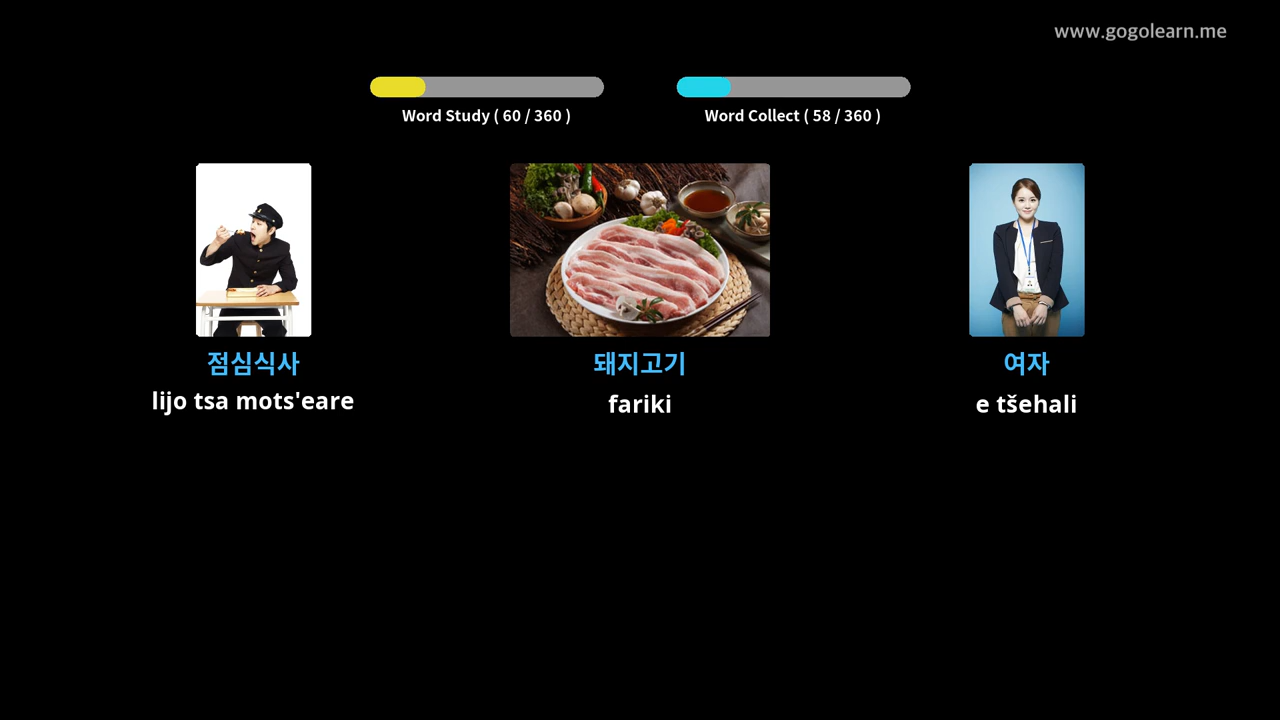 www.gogolearn.me
Word Study ( 60 / 360 )
Word Collect ( 58 / 360 )
점심식사
돼지고기
여자
lijo tsa mots'eare
fariki
e tšehali